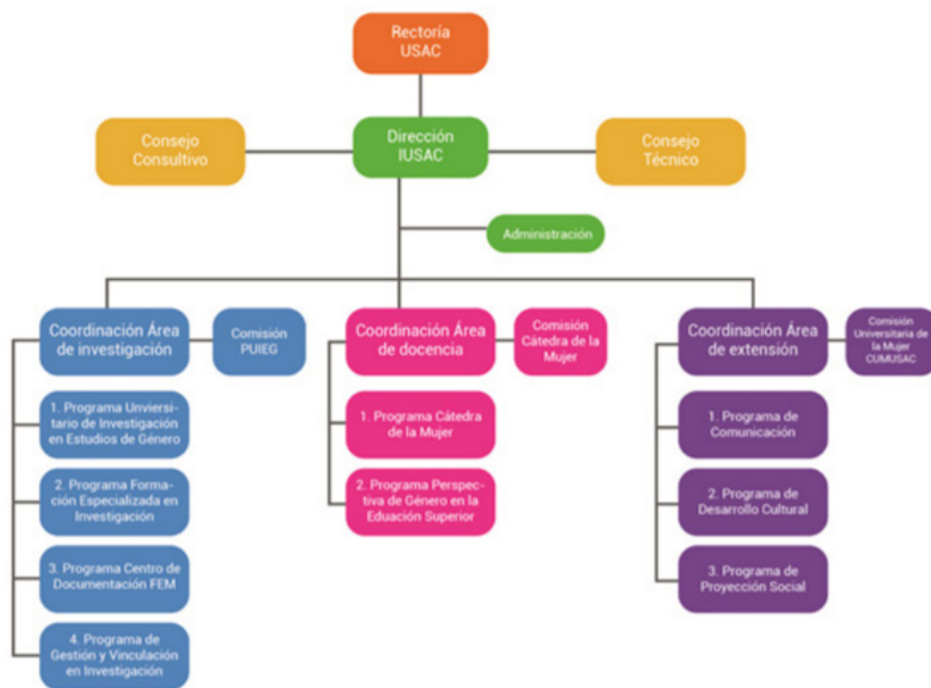 Rectoría
USAC
Consejo
Consultivo
Dirección
IUSAC
Consejo
Técnico
Administración
Coordinación Área
de investigación
Comisión
PUIEG
Coordinación Área
de docencia
Comisión
Cátedra de la
Mujer
Coordinación Área
de extensión
Comisión
Universitaria de
la Mujer
CUMUSAC
1. Programa Unviersi-
tario de Investigación
en Estudios de Género
2. Programa Forma-
ción Especializada en
Investigación
3. Programa Centro de
Documentación FEM
4. Programa de
Gestión y Vinculación
en Investigación
1. Programa Cátedra
de la Mujer
2. Programa Perspec-
tiva de Género en la
Eduación Superior
1. Programa de
Comunicación
2. Programa de
Desarrollo Cultural
3. Programa de
Proyección Social